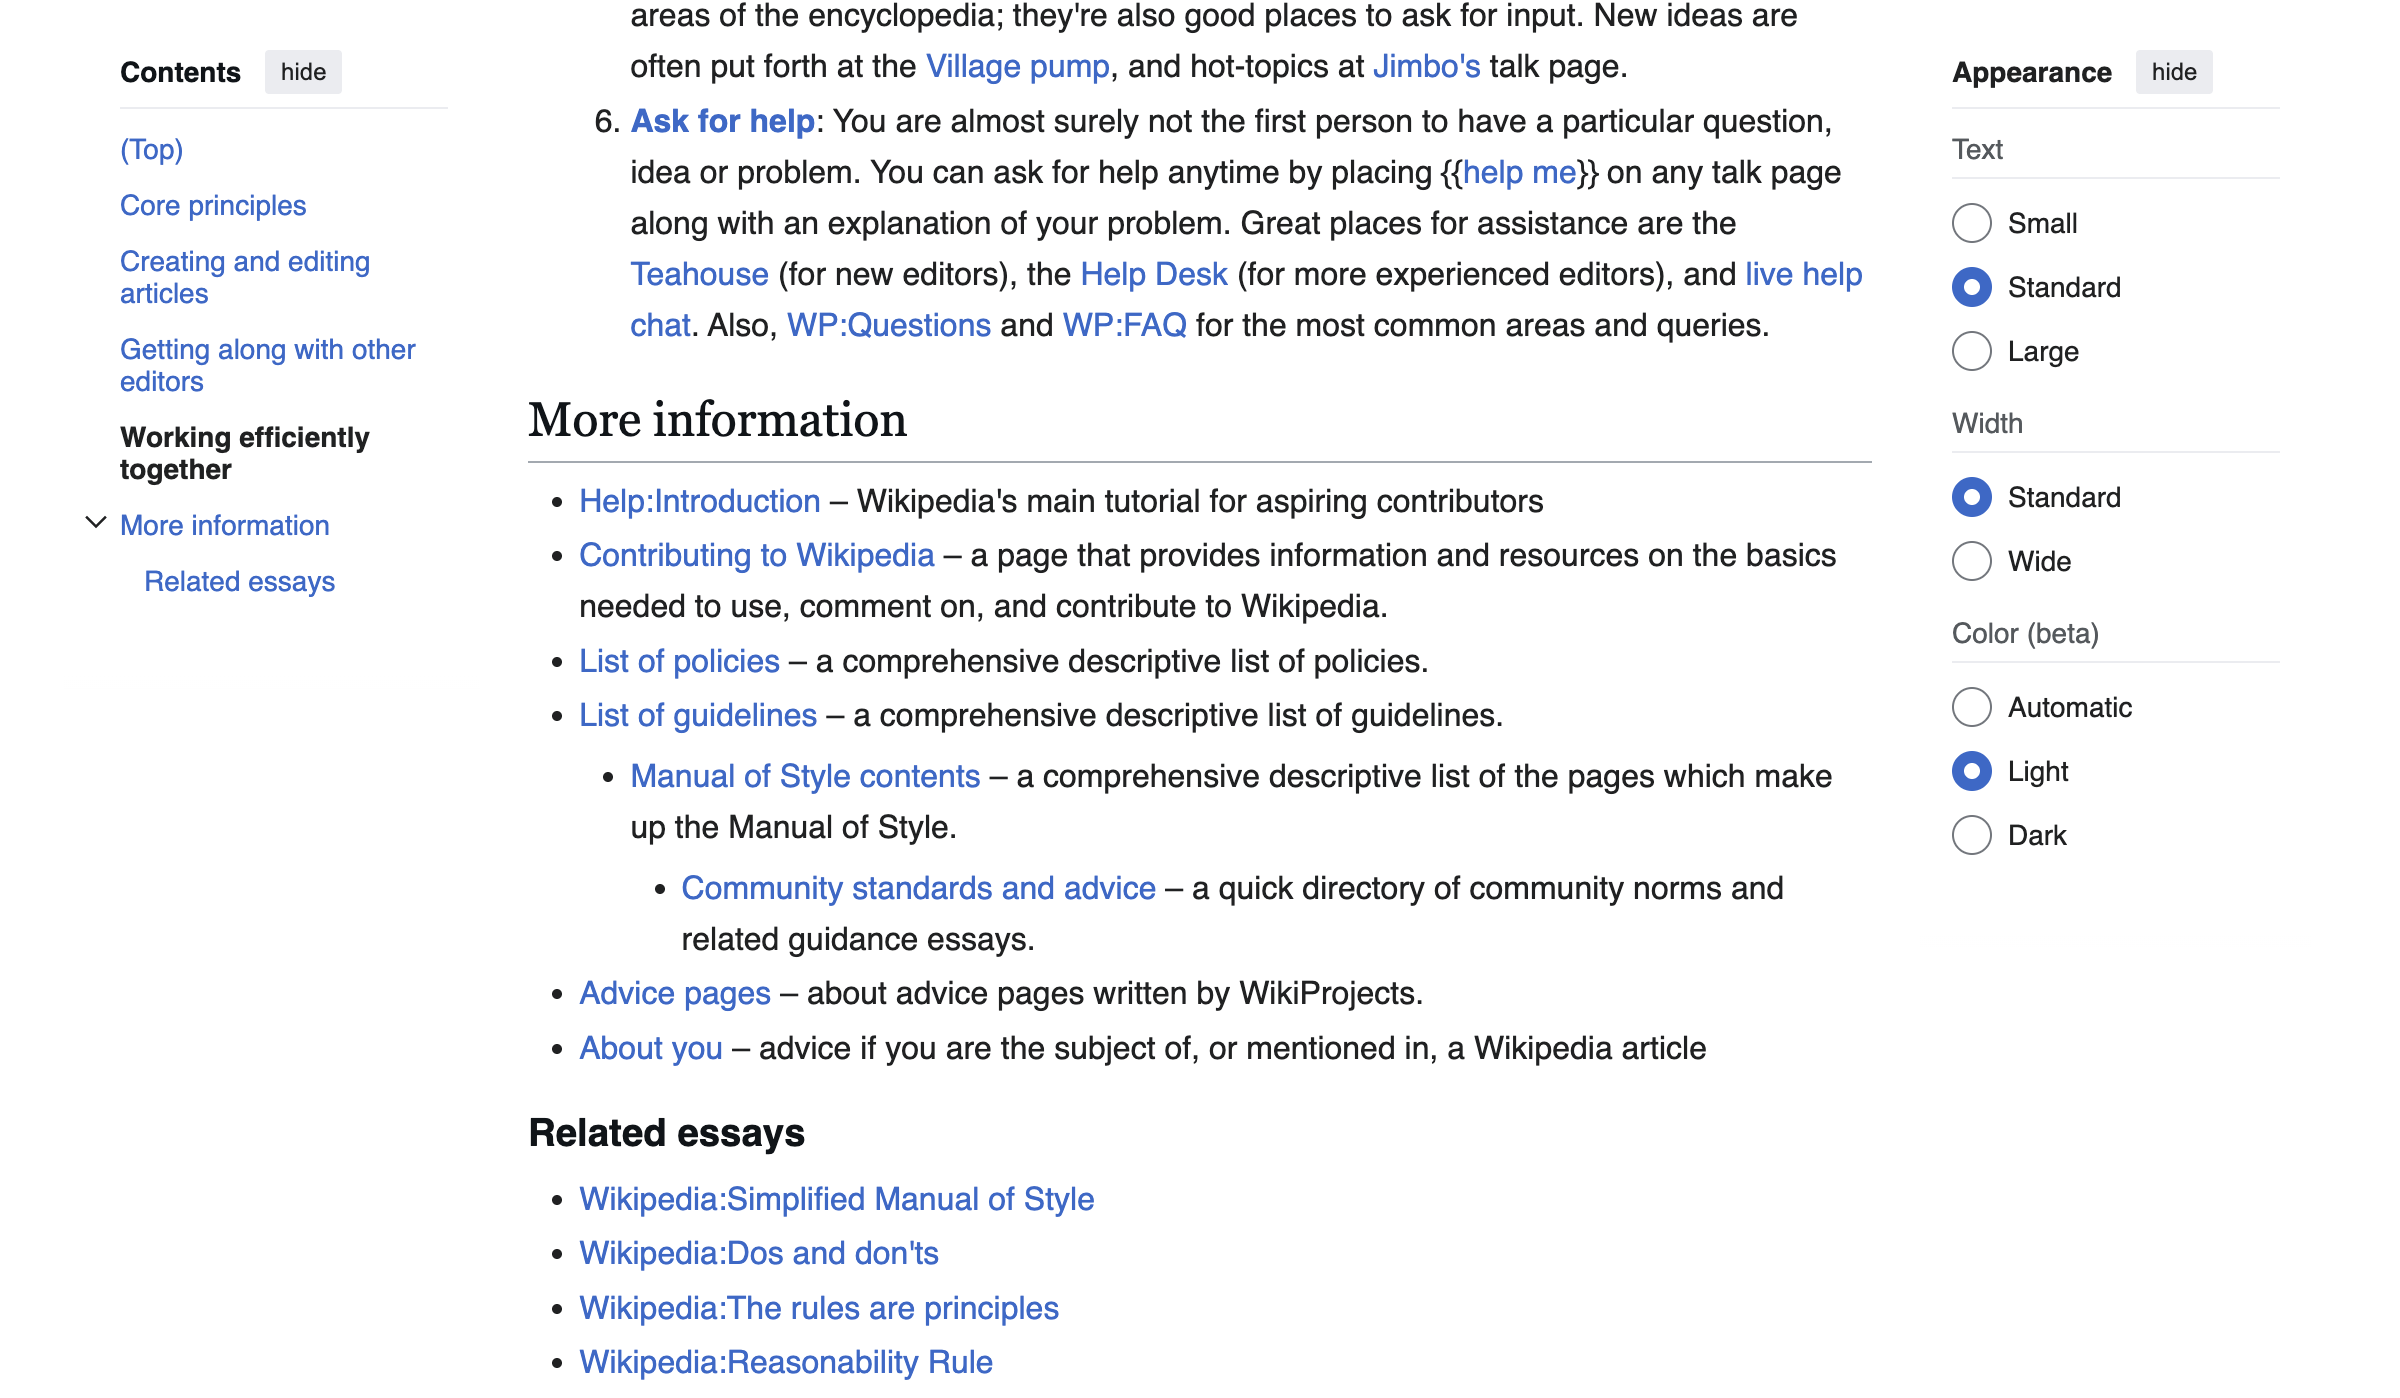 Contents hide
(Top)
Core principles
Creating and editing
articles
Getting along with other
editors
Working efficiently
together
More information
Related essays
areas of the encyclopedia; they're also good places to ask for input. New ideas are
often put forth at the Village pump, and hot-topics at Jimbo's talk page.
6. Ask for help: You are almost surely not the first person to have a particular question,
idea or problem. You can ask for help anytime by placing {{help me}} on any talk page
along with an explanation of your problem. Great places for assistance are the
Teahouse (for new editors), the Help Desk (for more experienced editors), and live help
chat. Also, WP:Questions and WP:FAQ for the most common areas and queries.
More information
• Help:Introduction – Wikipedia's main tutorial for aspiring contributors
• Contributing to Wikipedia – a page that provides information and resources on the basics
needed to use, comment on, and contribute to Wikipedia.
• List of policies – a comprehensive descriptive list of policies.
• List of guidelines – a comprehensive descriptive list of guidelines.
• Manual of Style contents – a comprehensive descriptive list of the pages which make
up the Manual of Style.
• Community standards and advice – a quick directory of community norms and
related guidance essays.
• Advice pages – about advice pages written by WikiProjects.
• About you – advice if you are the subject of, or mentioned in, a Wikipedia article
Related essays
• Wikipedia:Simplified Manual of Style
• Wikipedia:Dos and don'ts
• Wikipedia:The rules are principles
• Wikipedia:Reasonability Rule
Appearance hide
Text
Small
Standard
Large
Width
Standard
Wide
Color (beta)
Automatic
Light
Dark